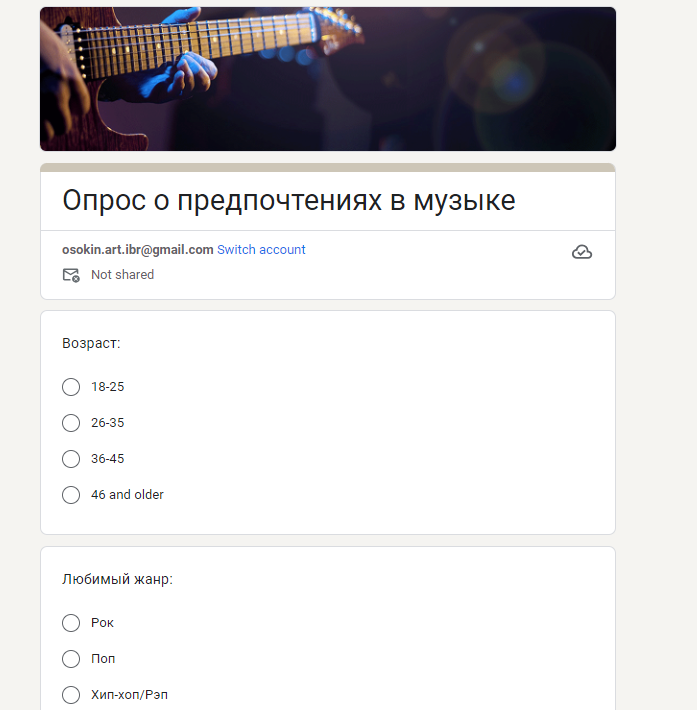 Опрос о предпочтениях в музыке
osokin.art.ibr@gmail.com Switch account
Not shared
Возраст:
18-25
26-35
36-45
46 and older
Любимый жанр:
Рок
Поп
Хип-хоп/Рэп